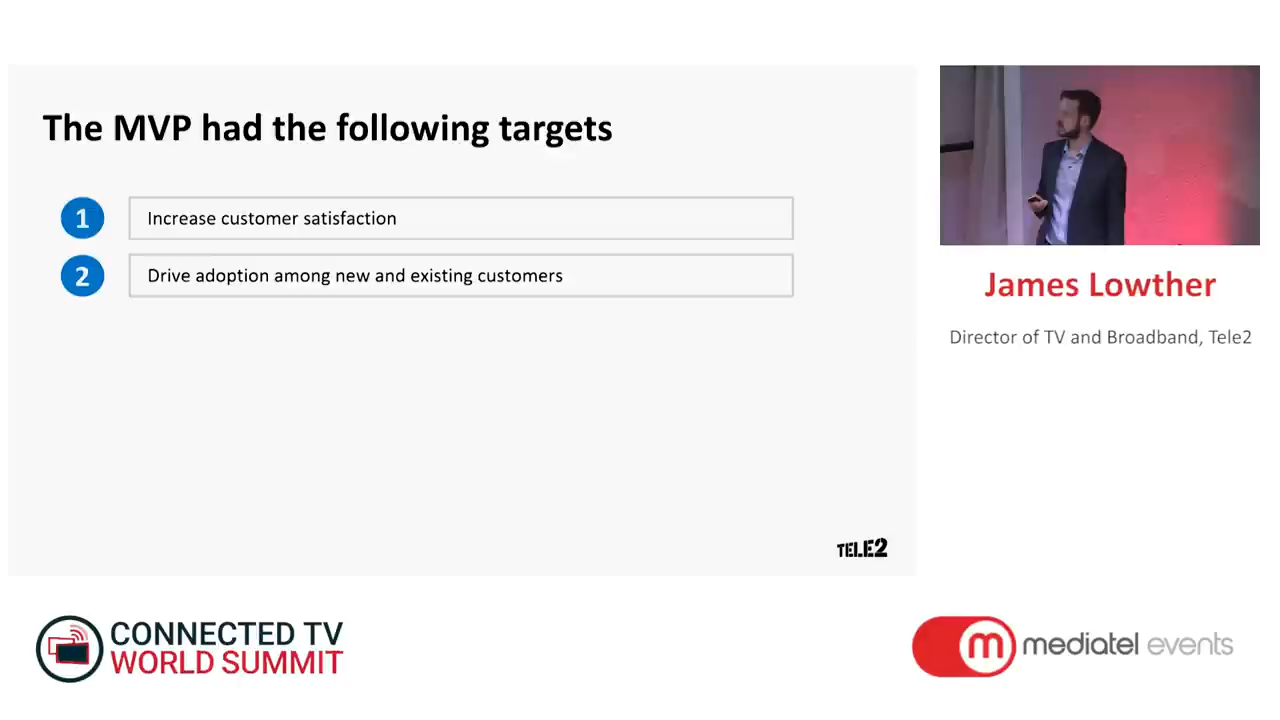 The MVP had the following targets
1
Increase customer satisfaction
2
Drive adoption among new and existing customers
TELE2
James Lowther
Director of TV and Broadband, Tele2
CONNECTED TV
WORLD SUMMIT
m mediatel events